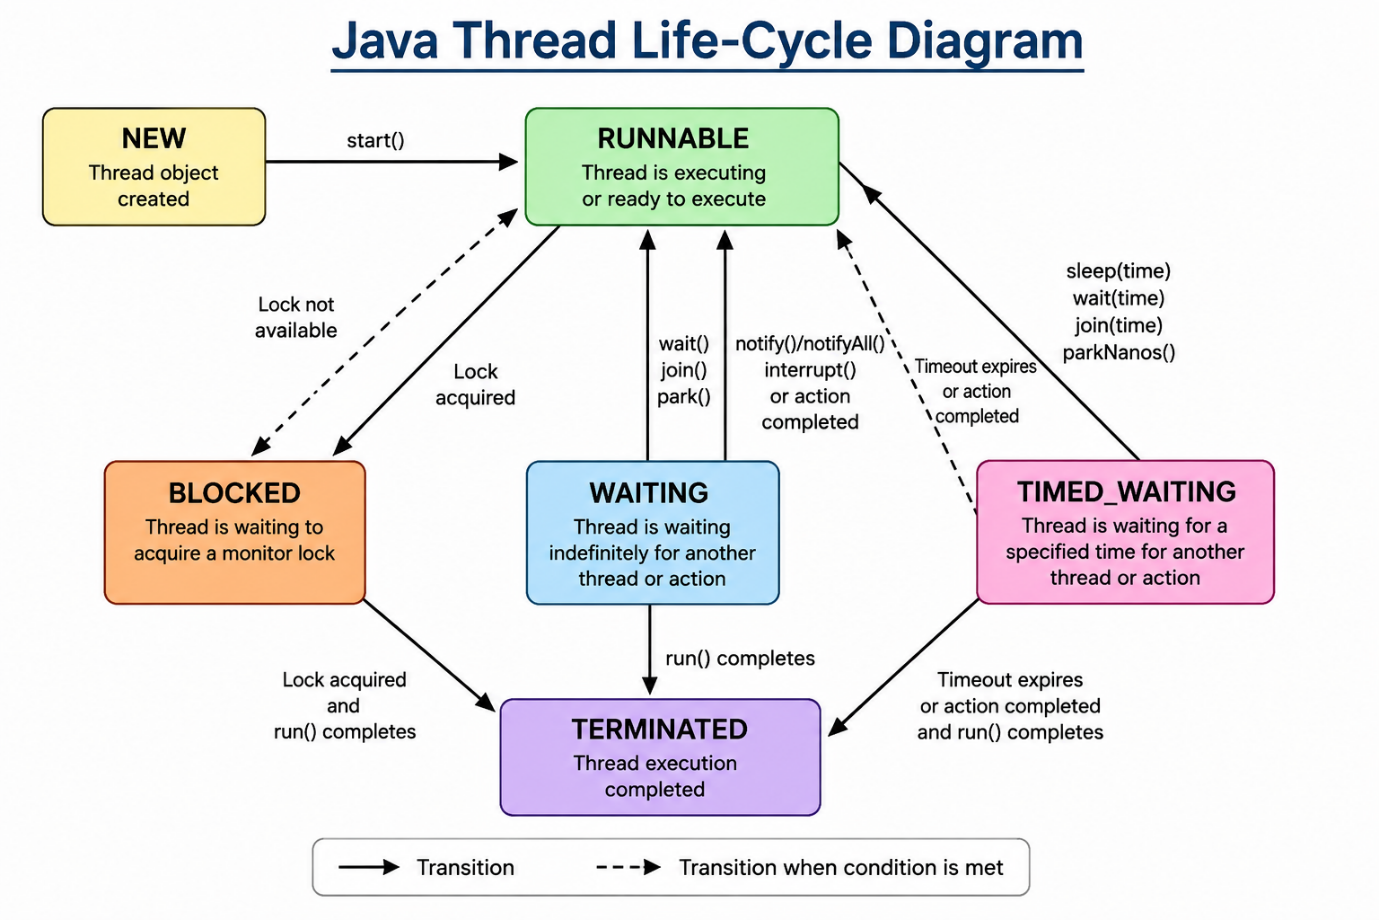 Java Thread Life-Cycle Diagram
NEW
Thread object
created
start()
RUNNABLE
Thread is executing
or ready to execute
Lock not
available
Lock
acquired
wait()
join()
park()
notify()/notifyAll()
interrupt()
or action
completed
Timeout expires
or action
completed
sleep(time)
wait(time)
join(time)
parkNanos()
BLOCKED
Thread is waiting to
acquire a monitor lock
WAITING
Thread is waiting
indefinitely for another
thread or action
TIMED_WAITING
Thread is waiting for a
specified time for another
thread or action
Lock acquired
and
run() completes
run() completes
Timeout expires
or action completed
and run() completes
TERMINATED
Thread execution
completed
Transition
Transition when condition is met